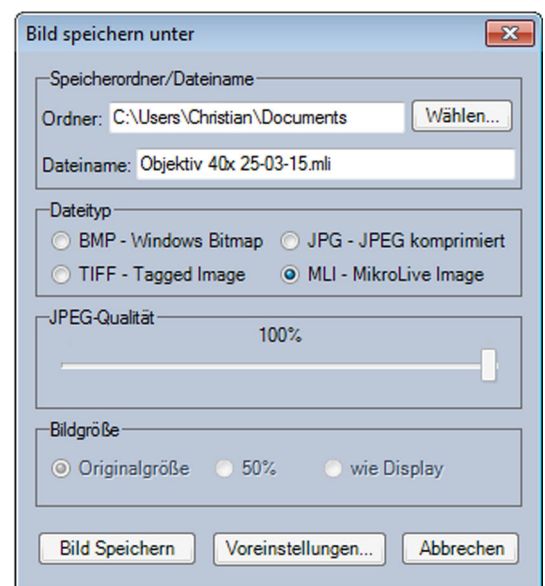 Bild speichern unter
Speicherordner/Dateiname
Ordner: C:\Users\Christian\Documents Wählen...
Dateiname: Objektiv 40x 25-03-15.mli
Dateityp
BMP - Windows Bitmap JPG - JPEG komprimiert
TIFF - Tagged Image MLI - MikroLive Image
JPEG-Qualität
100%
Bildgröße
Originalgröße 50% wie Display
Bild Speichern Voreinstellungen... Abbrechen